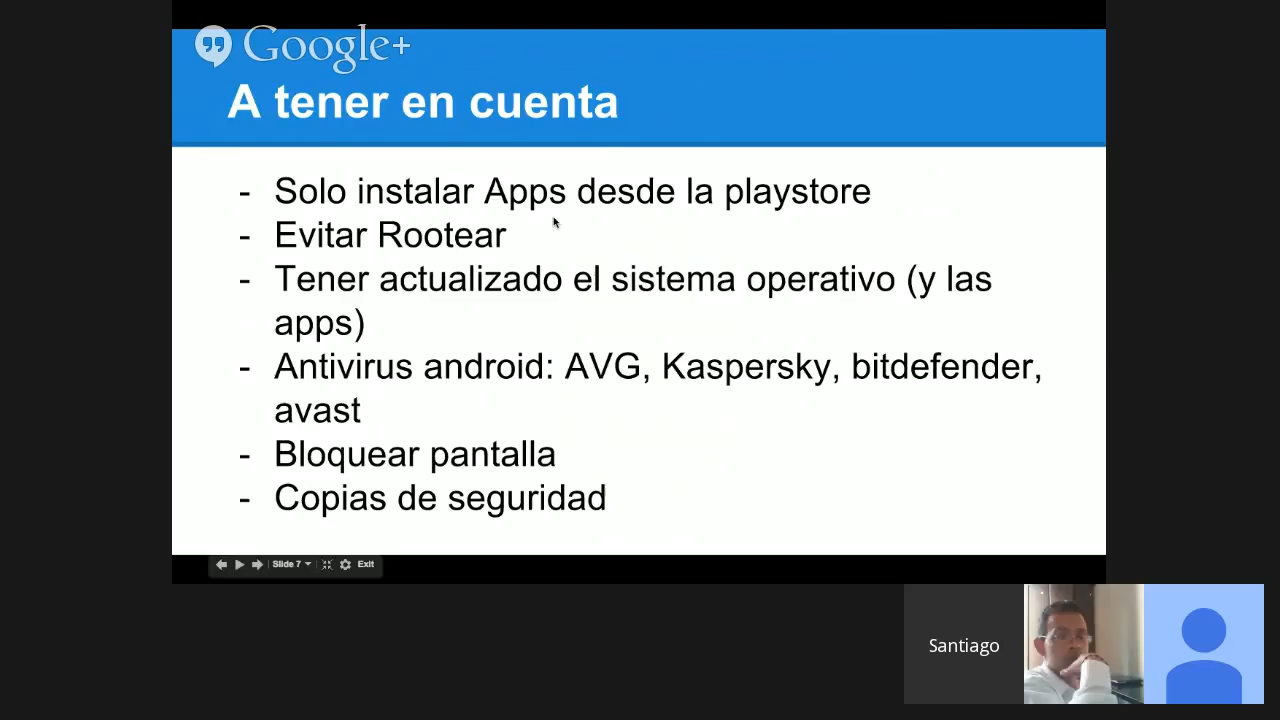 Google+
A tener en cuenta
- Solo instalar Apps desde la playstore
- Evitar Rootear
- Tener actualizado el sistema operativo (y las
apps)
- Antivirus android: AVG, Kaspersky, bitdefender,
avast
- Bloquear pantalla
- Copias de seguridad
Slide 7 Exit
Santiago